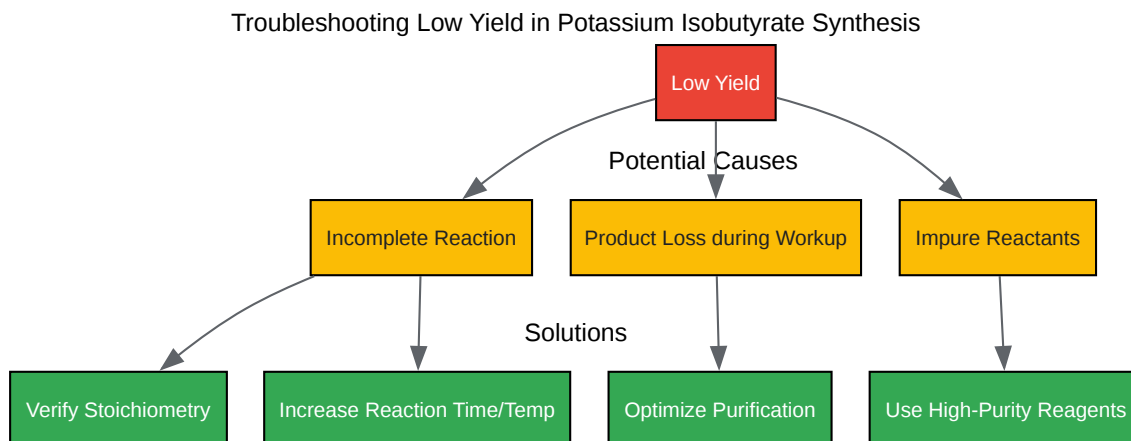 Troubleshooting Low Yield in Potassium Isobutyrate Synthesis
Low Yield
Potential Causes
Incomplete Reaction
Product Loss during Workup
Impure Reactants
Solutions
Verify Stoichiometry
Increase Reaction Time/Temp
Optimize Purification
Use High-Purity Reagents